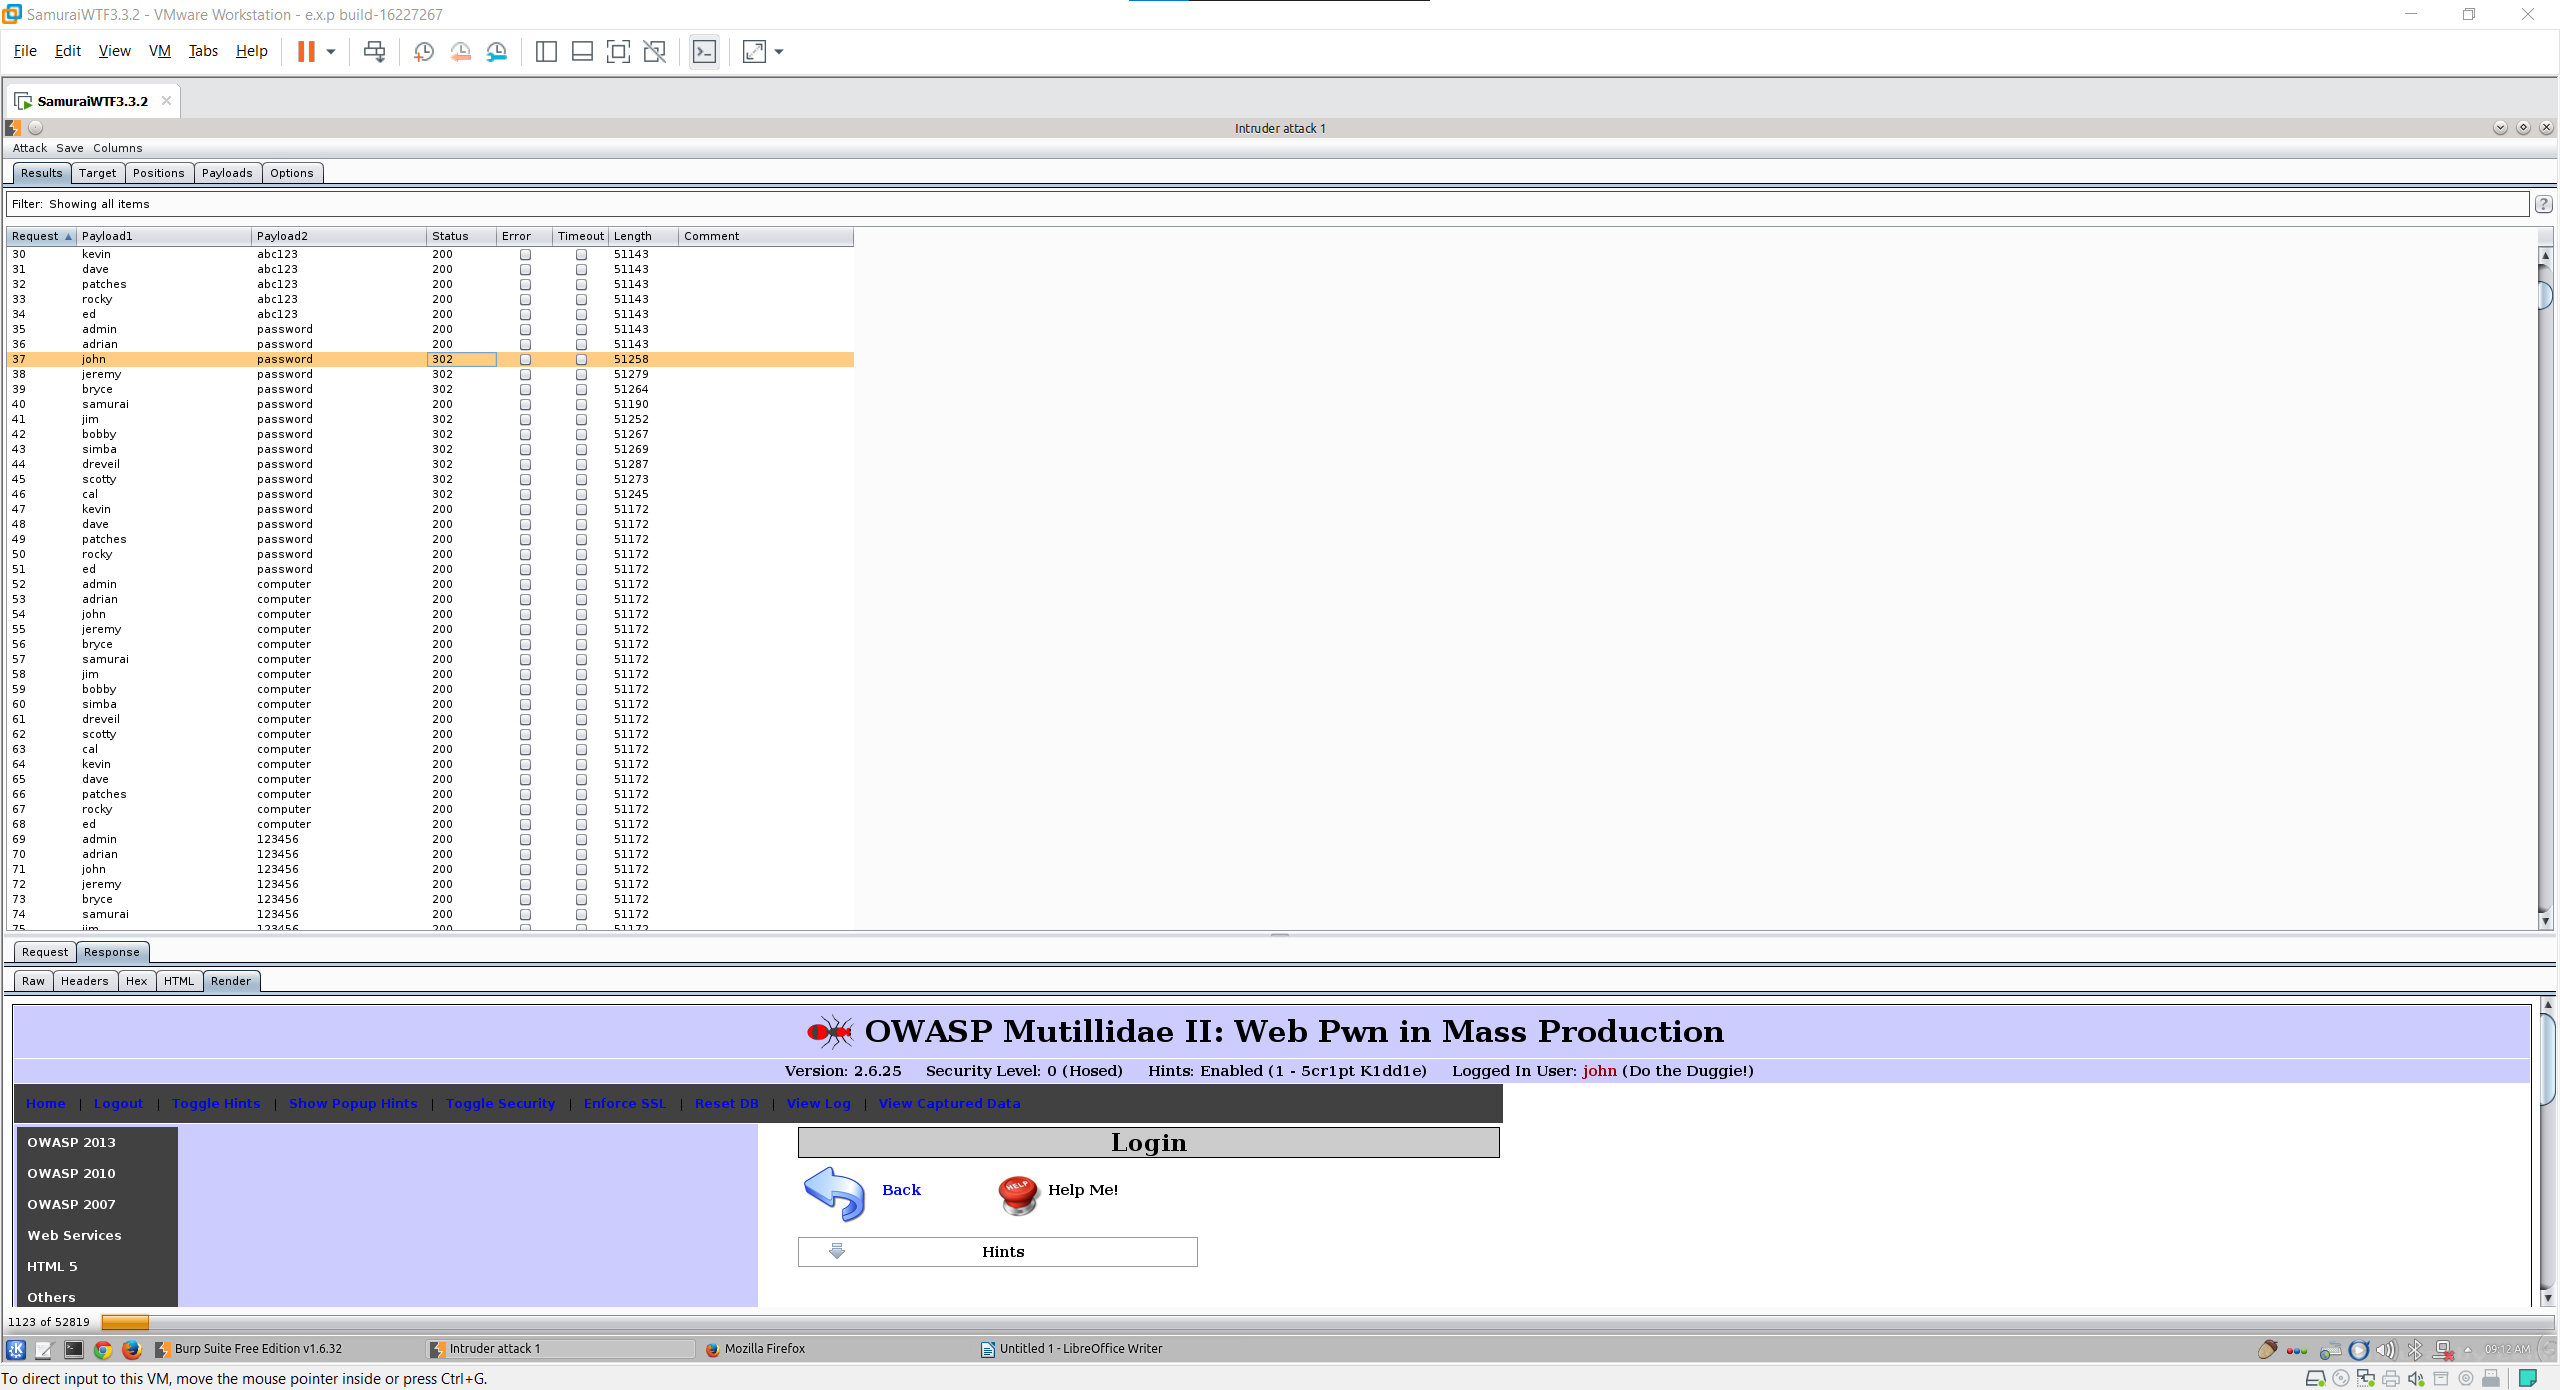 SamuraiWTF3.3.2 - VMware Workstation - e.x.p build-16227267
File Edit View VM Tabs Help
SamuraiWTF3.3.2
Intruder attack 1
Attack Save Columns
Results Target Positions Payloads Options
Filter: Showing all items
?
Request Payload1 Payload2 Status Error Timeout Length Comment
30 kevin abc123 200 51143
31 dave abc123 200 51143
32 patches abc123 200 51143
33 rocky abc123 200 51143
34 ed abc123 200 51143
35 admin password 200 51143
36 adrian password 200 51143
37 john password 302 51258
38 jeremy password 302 51279
39 bryce password 302 51264
40 samurai password 200 51190
41 jim password 302 51252
42 bobby password 302 51267
43 simba password 302 51269
44 dreveil password 302 51287
45 scotty password 302 51273
46 cal password 302 51245
47 kevin password 200 51172
48 dave password 200 51172
49 patches password 200 51172
50 rocky password 200 51172
51 ed password 200 51172
52 admin computer 200 51172
53 adrian computer 200 51172
54 john computer 200 51172
55 jeremy computer 200 51172
56 bryce computer 200 51172
57 samurai computer 200 51172
58 jim computer 200 51172
59 bobby computer 200 51172
60 simba computer 200 51172
61 dreveil computer 200 51172
62 scotty computer 200 51172
63 cal computer 200 51172
64 kevin computer 200 51172
65 dave computer 200 51172
66 patches computer 200 51172
67 rocky computer 200 51172
68 ed computer 200 51172
69 admin 123456 200 51172
70 adrian 123456 200 51172
71 john 123456 200 51172
72 jeremy 123456 200 51172
73 bryce 123456 200 51172
74 samurai 123456 200 51172
75 jim 123456 200 51172
Request Response
Raw Headers Hex HTML Render
OWASP Mutillidae II: Web Pwn in Mass Production
Version: 2.6.25 Security Level: 0 (Hosed) Hints: Enabled (1 - 5cr1pt K1dd1e) Logged In User: john (Do the Duggie!)
Home | Logout | Toggle Hints | Show Popup Hints | Toggle Security | Enforce SSL | Reset DB | View Log | View Captured Data
OWASP 2013
OWASP 2010
OWASP 2007
Web Services
HTML 5
Others
Login
Back
HELP
Help Me!
Hints
1123 of 52819
Burp Suite Free Edition v1.6.32 Intruder attack 1 Mozilla Firefox Untitled 1 - LibreOffice Writer 09:12 AM
To direct input to this VM, move the mouse pointer inside or press Ctrl+G.